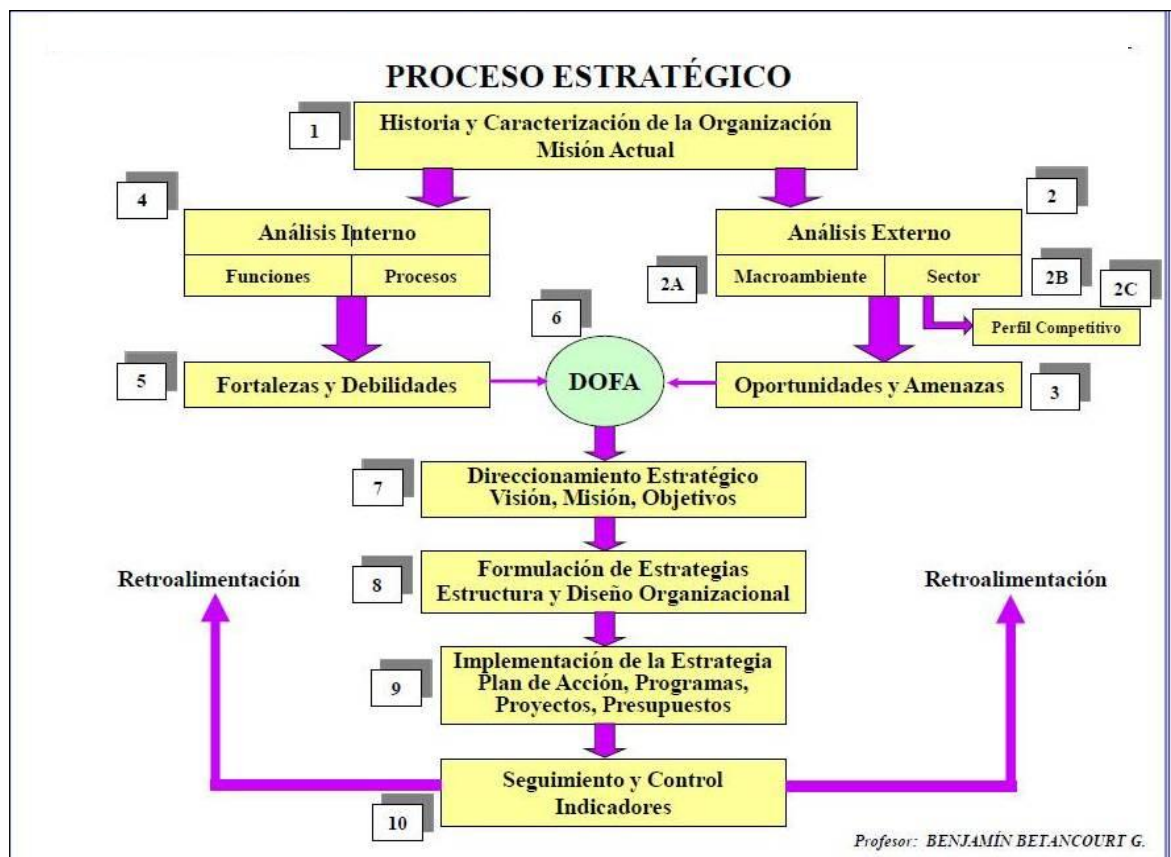 PROCESO ESTRATÉGICO
1
Historia y Caracterización de la Organización
Misión Actual
4
Análisis Interno
Funciones
Procesos
2
Análisis Externo
2A
Macroambiente
Sector
2B
2C
Perfil Competitivo
6
5
Fortalezas y Debilidades
DOFA
Oportunidades y Amenazas
3
7
Direccionamiento Estratégico
Visión, Misión, Objetivos
8
Formulación de Estrategias
Estructura y Diseño Organizacional
Retroalimentación
Retroalimentación
9
Implementación de la Estrategia
Plan de Acción, Programas,
Proyectos, Presupuestos
Seguimiento y Control
Indicadores
10
Profesor: BENJAMÍN BETANCOURT G.